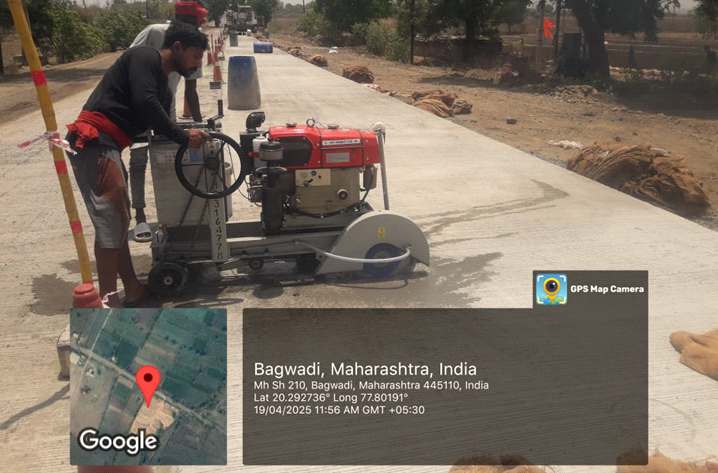 GPS Map Camera
Bagwadi, Maharashtra, India
Mh Sh 210, Bagwadi, Maharashtra 445110, India
Lat 20.292736° Long 77.80191°
19/04/2025 11:56 AM GMT +05:30
Google